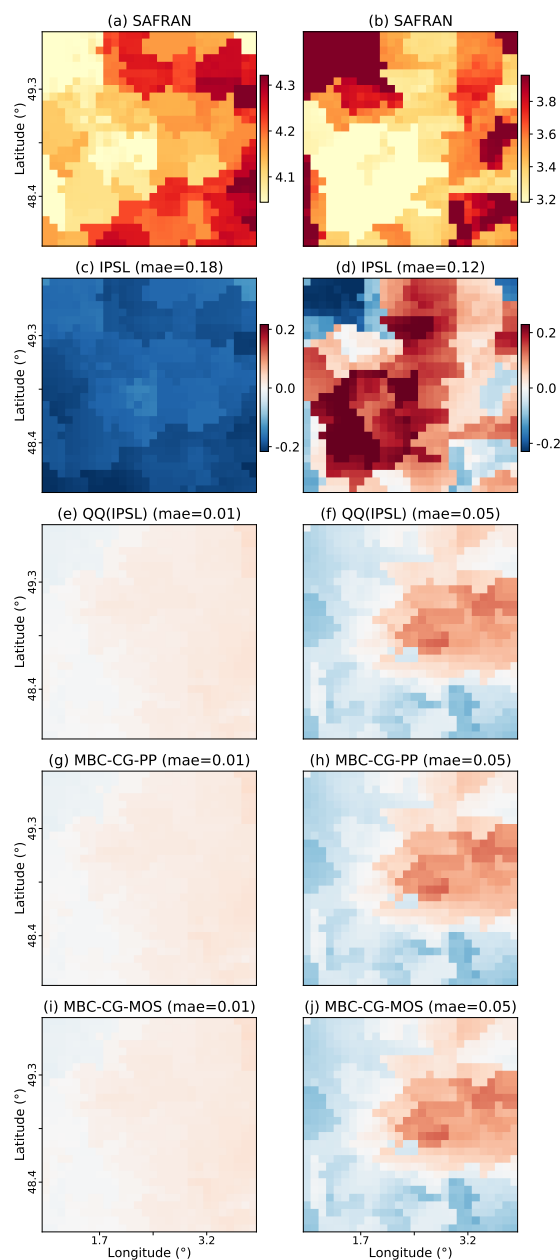 (a) SAFRAN
(b) SAFRAN
Latitude (°)
49.3
48.4
4.3
4.2
4.1
3.8
3.6
3.4
3.2
(c) IPSL (mae=0.18)
(d) IPSL (mae=0.12)
Latitude (°)
49.3
48.4
0.2
0.0
-0.2
0.2
0.0
-0.2
(e) QQ(IPSL) (mae=0.01)
(f) QQ(IPSL) (mae=0.05)
Latitude (°)
49.3
48.4
(g) MBC-CG-PP (mae=0.01)
(h) MBC-CG-PP (mae=0.05)
Latitude (°)
49.3
48.4
(i) MBC-CG-MOS (mae=0.01)
(j) MBC-CG-MOS (mae=0.05)
Latitude (°)
49.3
48.4
1.7
3.2
Longitude (°)
1.7
3.2
Longitude (°)